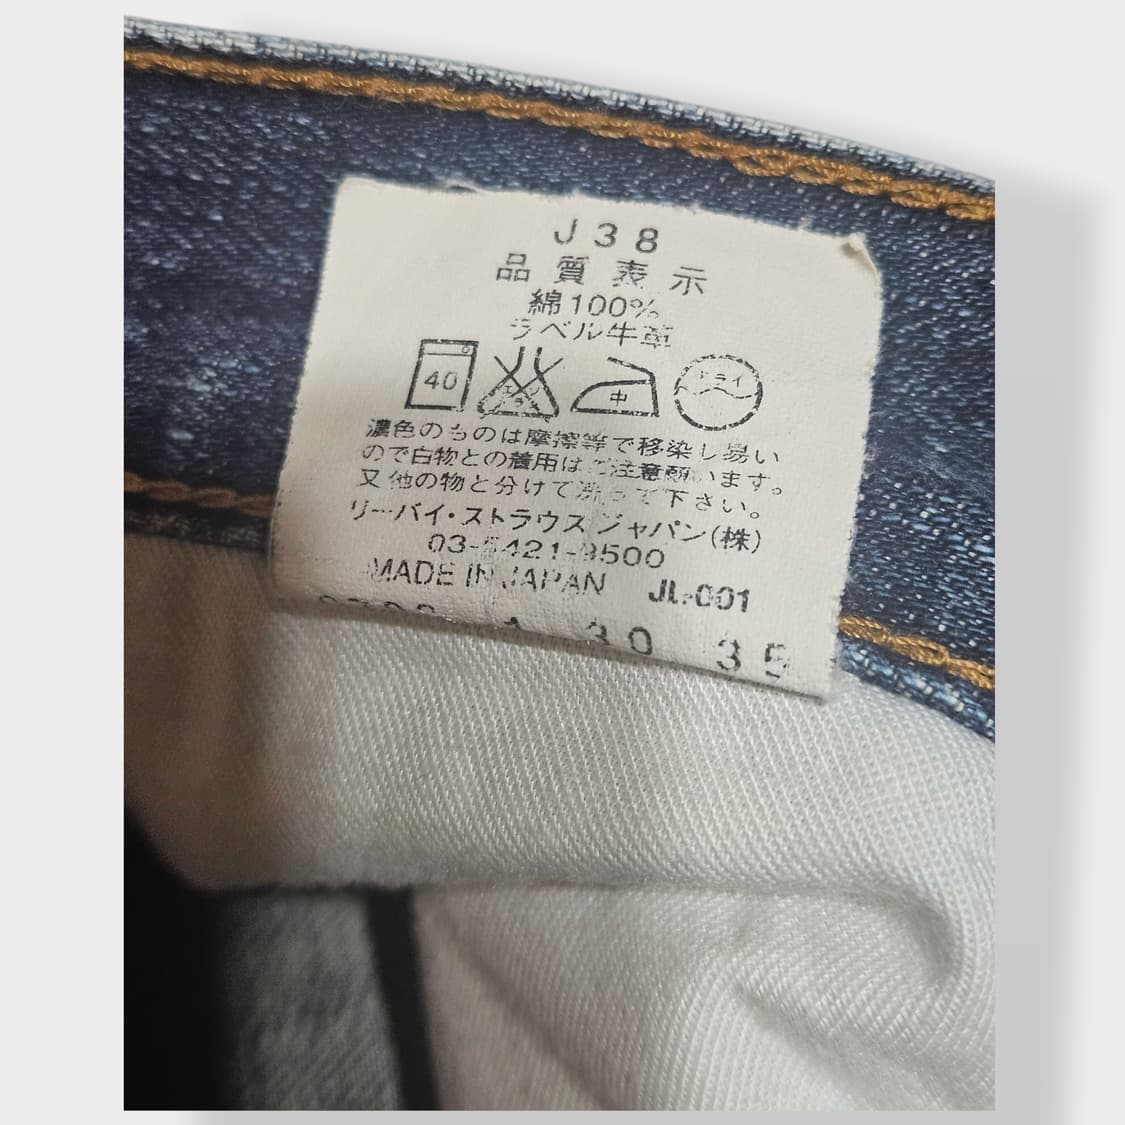 J38
品質表示
綿100%
ラベル牛革
40 エンソ 中 ドライ
濃色のものは摩擦等で移染し易い
ので白物との着用はご注意願います。
又他の物と分けて洗って下さい。
リーバイ・ストラウス ジャパン(株)
03-5421-9500
MADE IN JAPAN JL-001
1 30 35